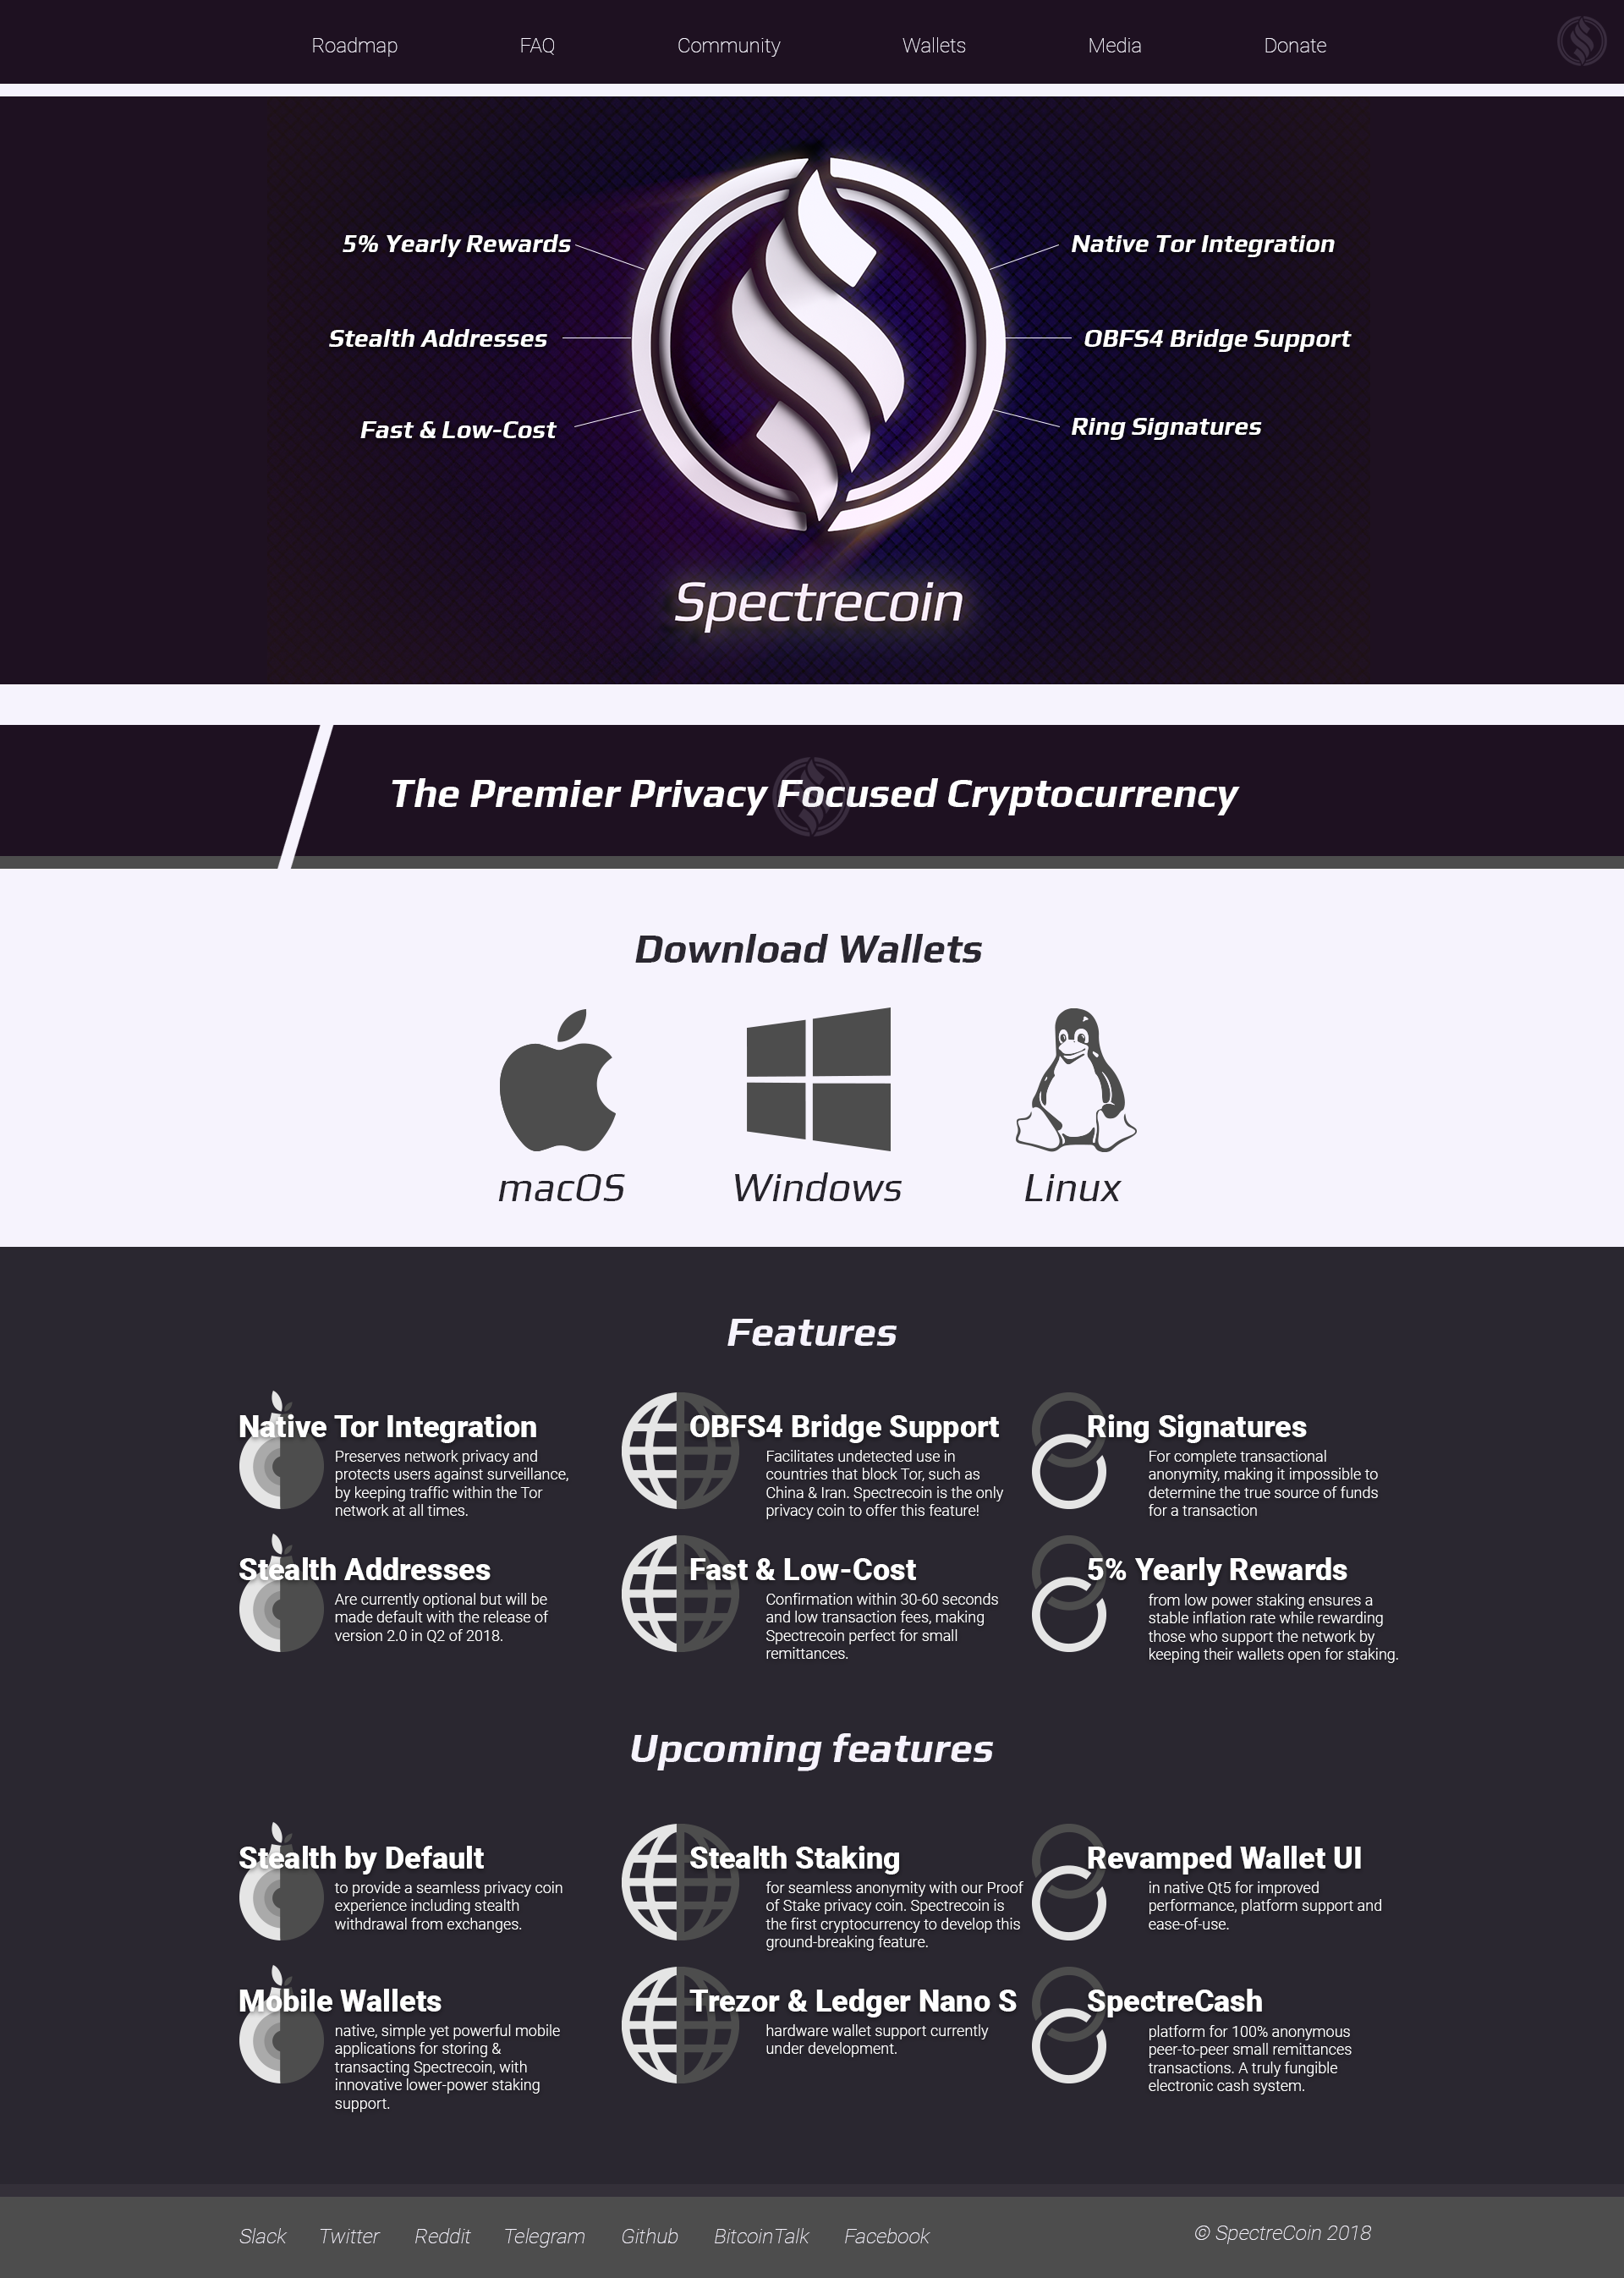 Roadmap
FAQ
Community
Wallets
Media
Donate
5% Yearly Rewards
Native Tor Integration
Stealth Addresses
OBFS4 Bridge Support
Fast & Low-Cost
Ring Signatures
Spectrecoin
The Premier Privacy Focused Cryptocurrency
Download Wallets
macOS
Windows
Linux
Features
Native Tor Integration
Preserves network privacy and
protects users against surveillance,
by keeping traffic within the Tor
network at all times.
OBFS4 Bridge Support
Facilitates undetected use in
countries that block Tor, such as
China & Iran. Spectrecoin is the only
privacy coin to offer this feature!
Ring Signatures
For complete transactional
anonymity, making it impossible to
determine the true source of funds
for a transaction
Stealth Addresses
Are currently optional but will be
made default with the release of
version 2.0 in Q2 of 2018.
Fast & Low-Cost
Confirmation within 30-60 seconds
and low transaction fees, making
Spectrecoin perfect for small
remittances.
5% Yearly Rewards
from low power staking ensures a
stable inflation rate while rewarding
those who support the network by
keeping their wallets open for staking.
Upcoming features
Stealth by Default
to provide a seamless privacy coin
experience including stealth
withdrawal from exchanges.
Stealth Staking
for seamless anonymity with our Proof
of Stake privacy coin. Spectrecoin is
the first cryptocurrency to develop this
ground-breaking feature.
Revamped Wallet UI
in native Qt5 for improved
performance, platform support and
ease-of-use.
Mobile Wallets
native, simple yet powerful mobile
applications for storing &
transacting Spectrecoin, with
innovative lower-power staking
support.
Trezor & Ledger Nano S
hardware wallet support currently
under development.
SpectreCash
platform for 100% anonymous
peer-to-peer small remittances
transactions. A truly fungible
electronic cash system.
Slack
Twitter
Reddit
Telegram
Github
BitcoinTalk
Facebook
© SpectreCoin 2018